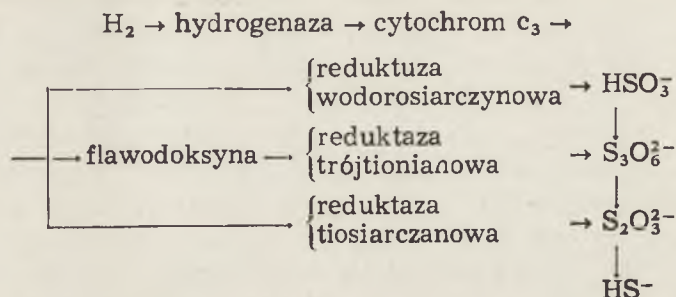 H₂ → hydrogenaza → cytochrom c₃ →
{reduktuza
{wodorosiarczynowa → HSO₃⁻
{reduktaza
→ flawodoksyna → {trójtionianowa → S₃O₆²⁻
{reduktaza
{tiosiarczanowa → S₂O₃²⁻
HS⁻